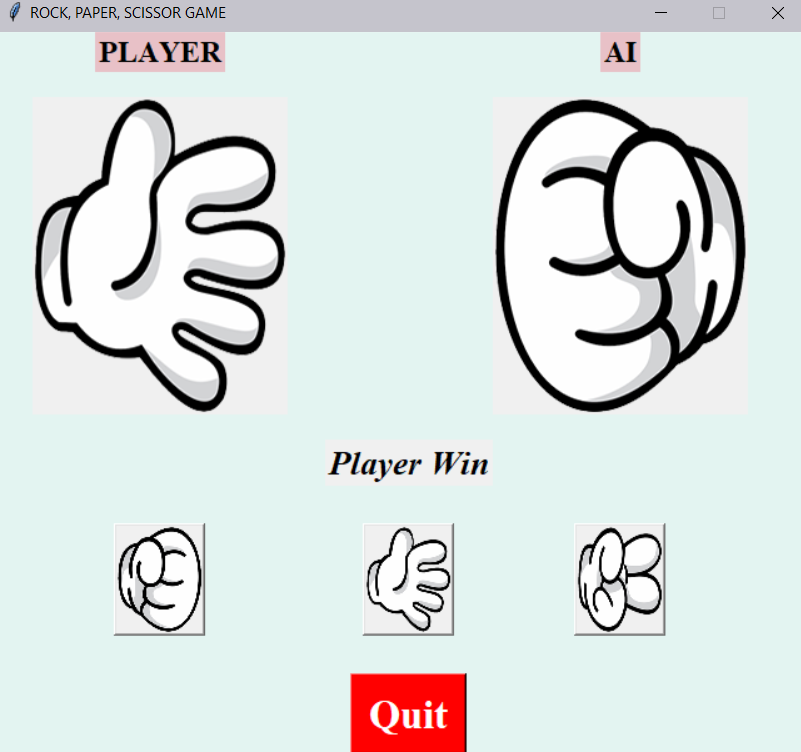 ROCK, PAPER, SCISSOR GAME
PLAYER
AI
Player Win
Quit